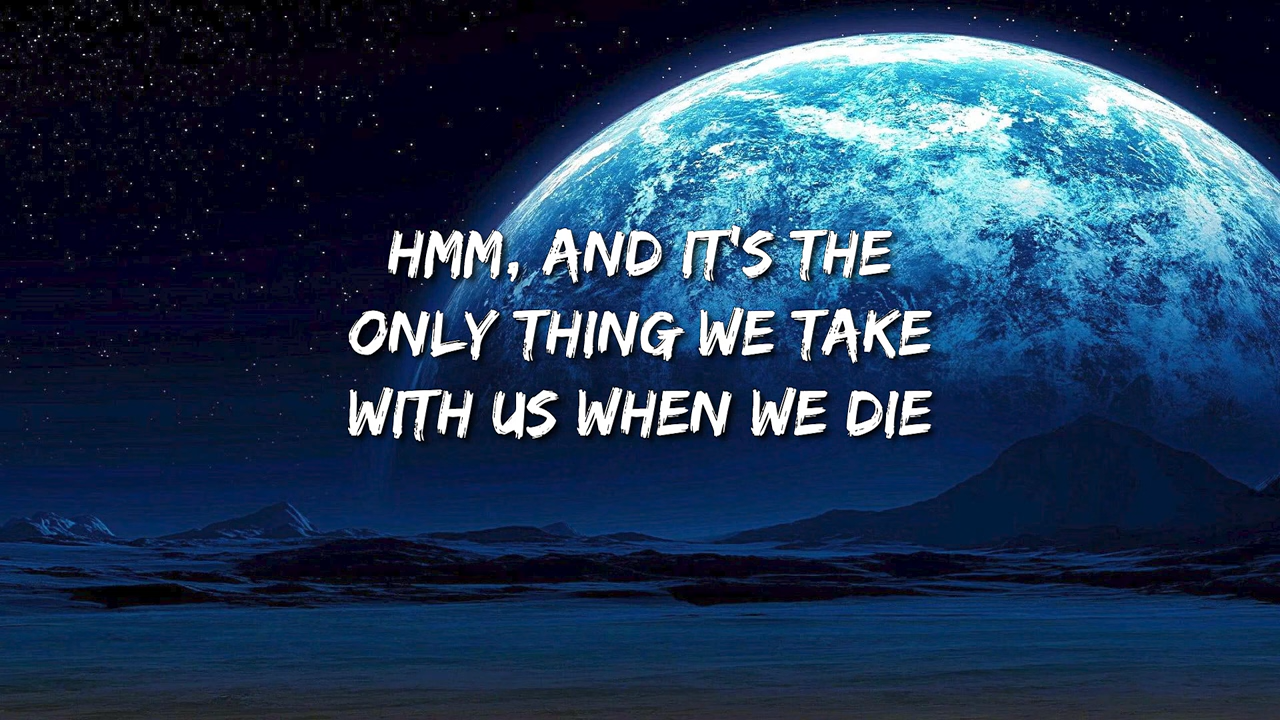 HMM, AND IT'S THE
ONLY THING WE TAKE
WITH US WHEN WE DIE